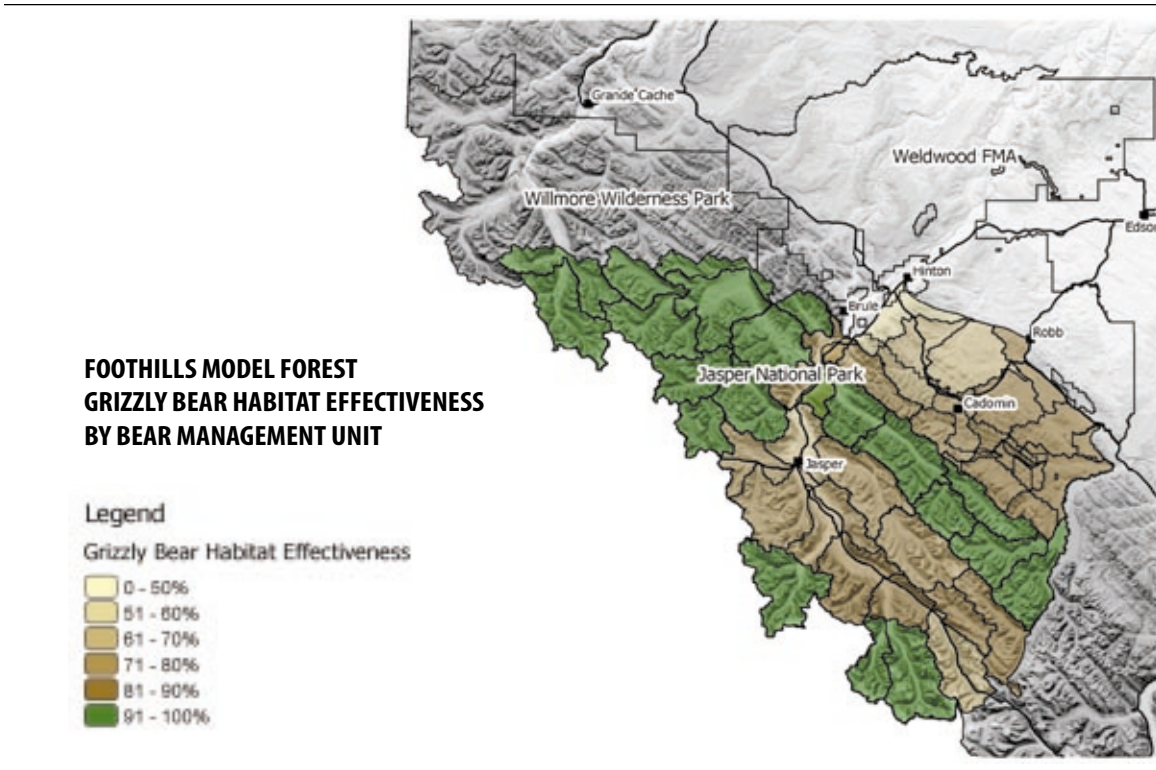 Grande Cache
Weldwood FMA
Willmore Wilderness Park
Edso
Hinton
Brule
Robb
Jasper National Park
Cadomin
Jasper
FOOTHILLS MODEL FOREST
GRIZZLY BEAR HABITAT EFFECTIVENESS
BY BEAR MANAGEMENT UNIT
Legend
Grizzly Bear Habitat Effectiveness
0 - 50%
51 - 60%
61 - 70%
71 - 80%
81 - 90%
91 - 100%